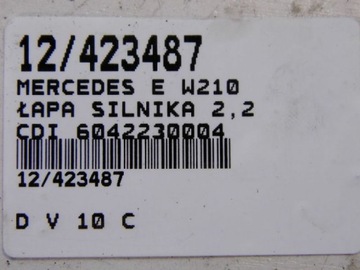 12/423487
MERCEDES E W210
ŁAPA SILNIKA 2,2
CDI 6042230004
12/423487
D V 10 C